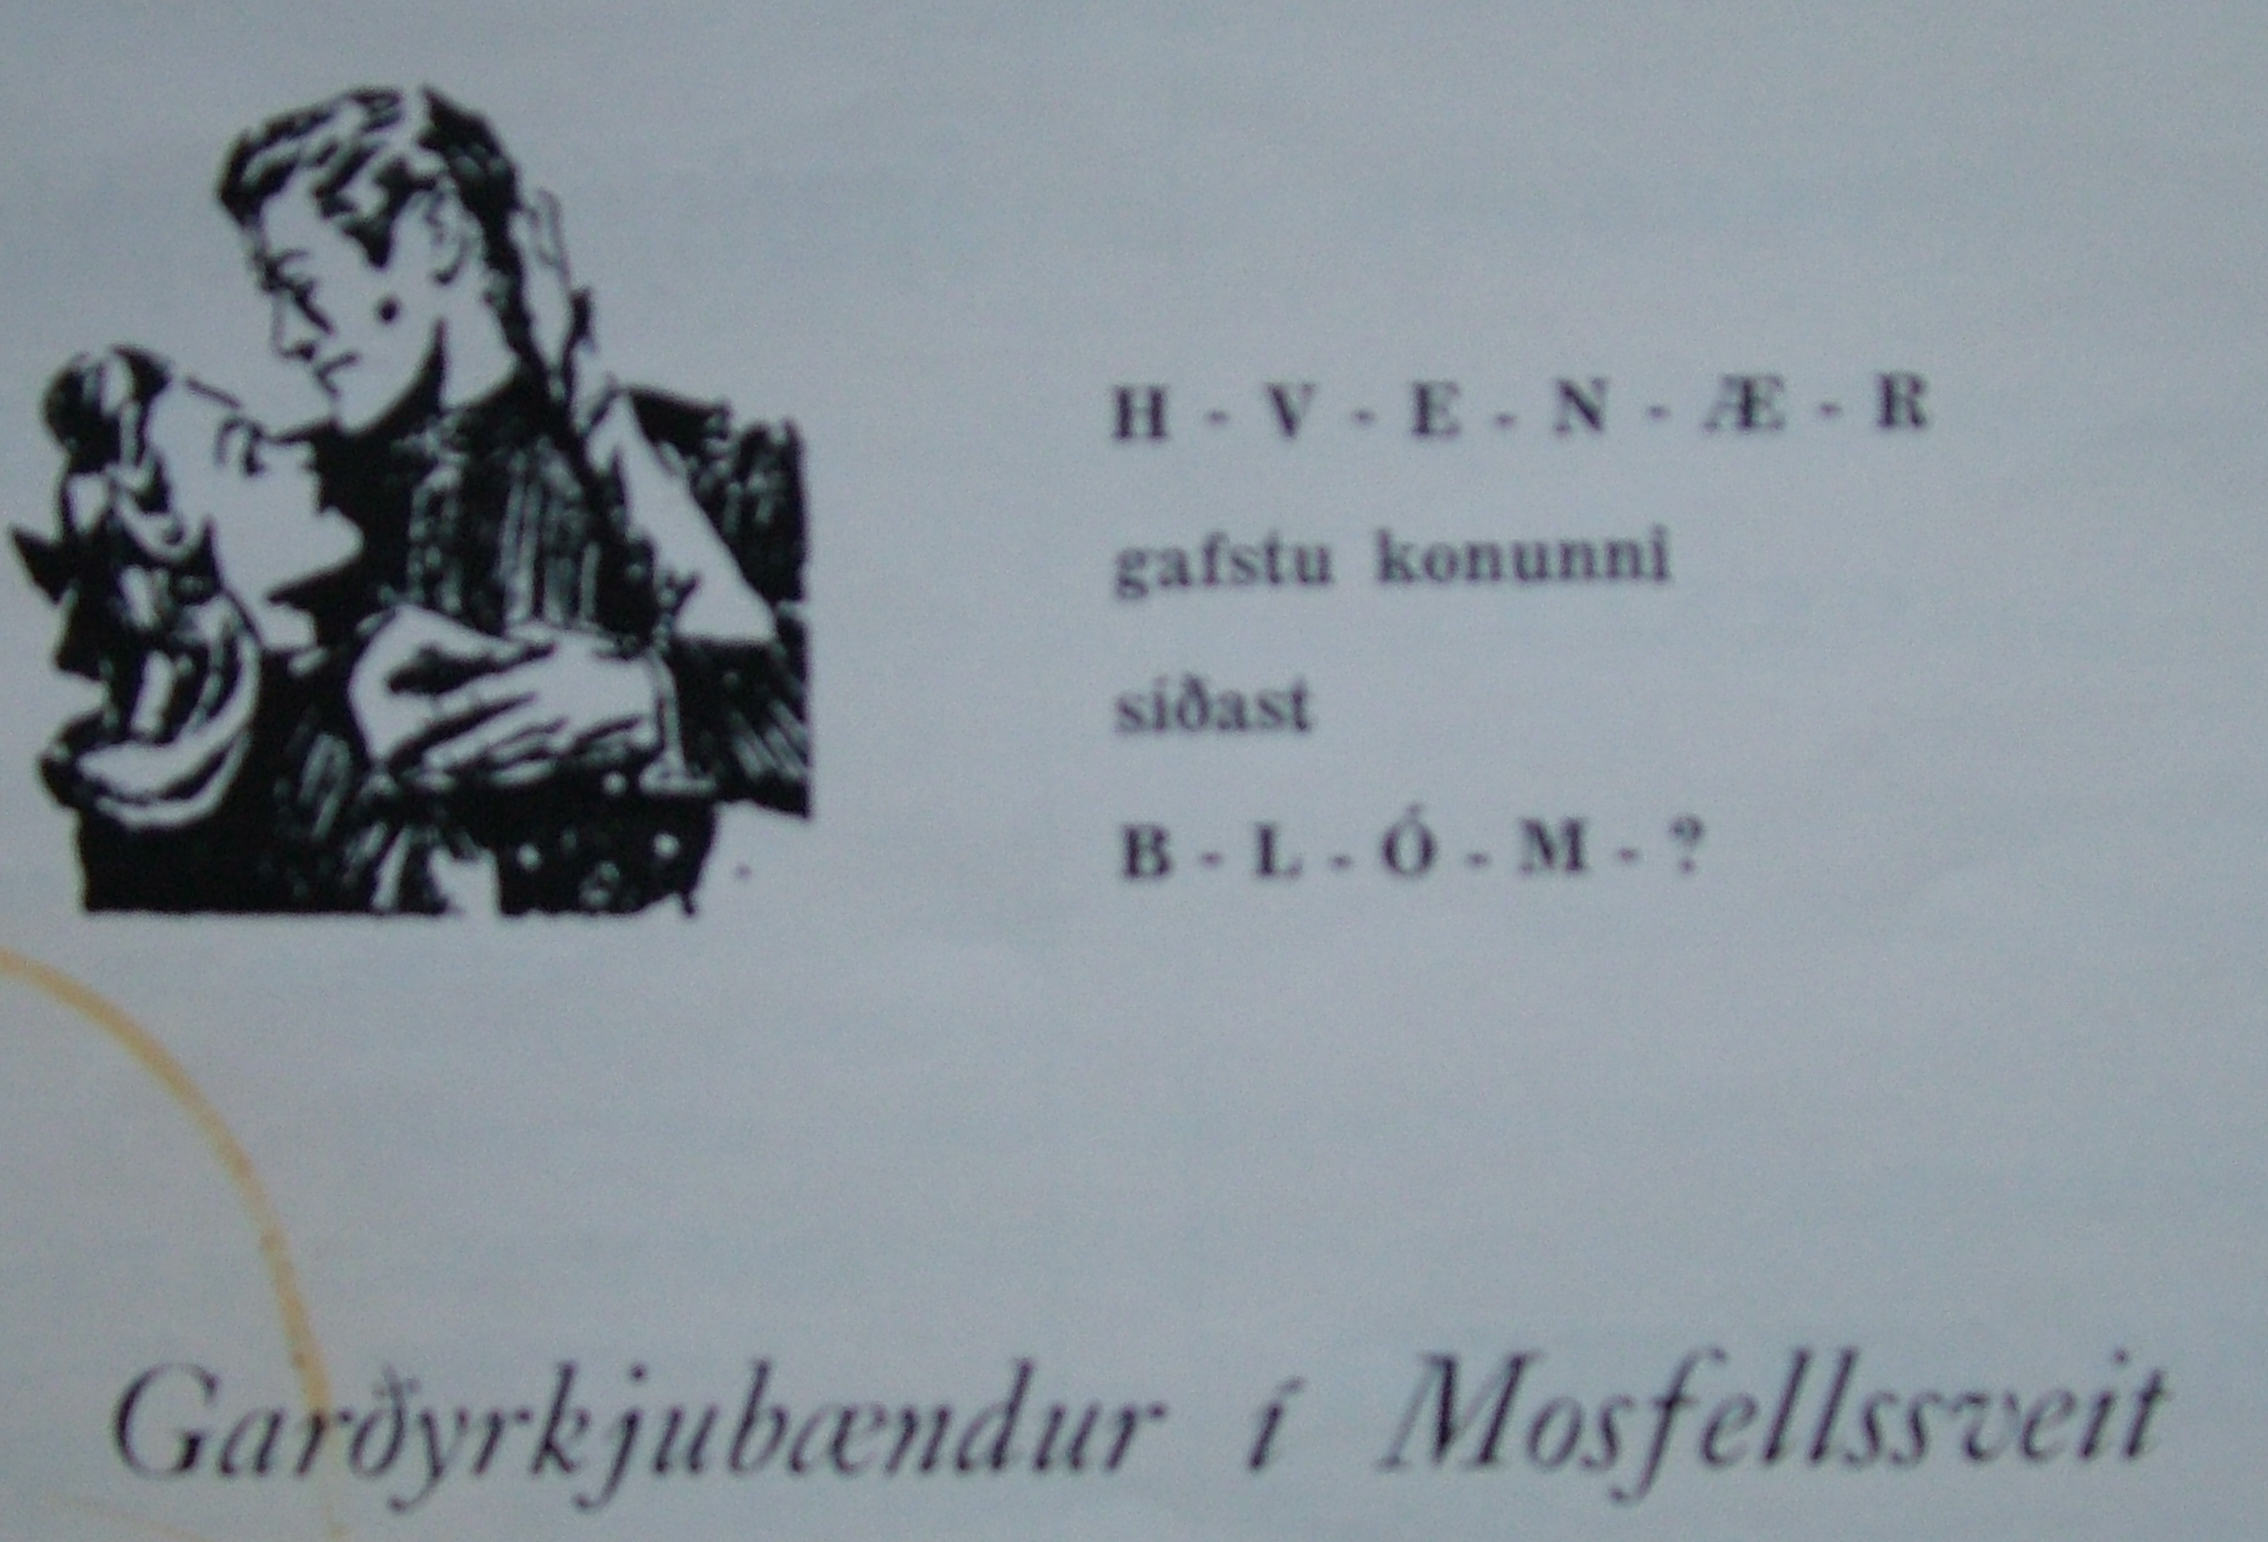 H - V - E - N - Æ - R
gafstu konunni
síðast
B - L - Ó - M - ?
Garðyrkjubændur í Mosfellssveit